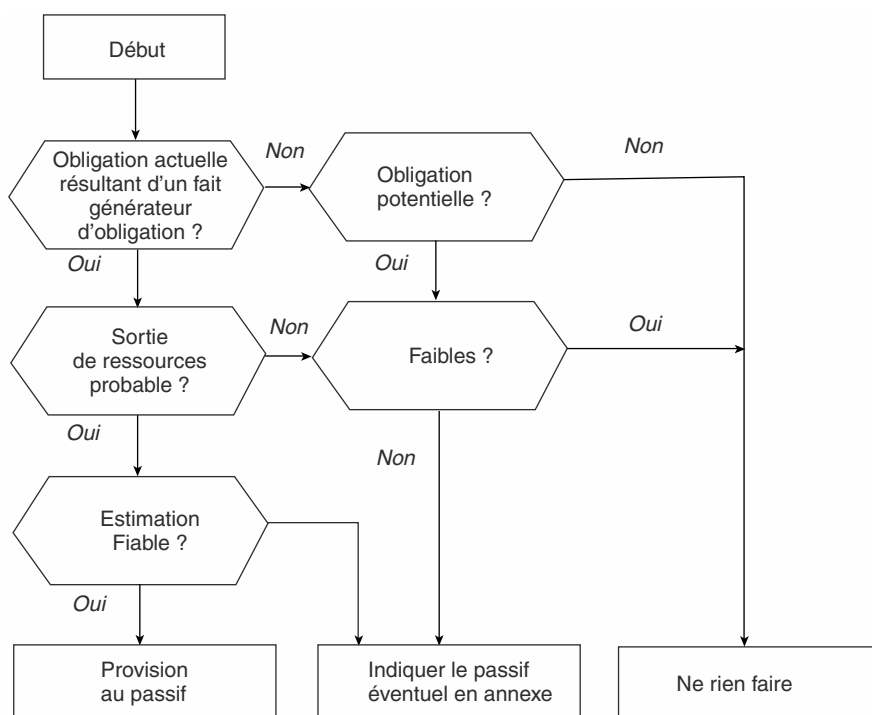 Début
Obligation actuelle
résultant d'un fait
générateur
d'obligation ?
Non
Obligation
potentielle ?
Non
Oui
Oui
Sortie
de ressources
probable ?
Non
Faibles ?
Oui
Oui
Non
Estimation
Fiable ?
Oui
Provision
au passif
Indiquer le passif
éventuel en annexe
Ne rien faire